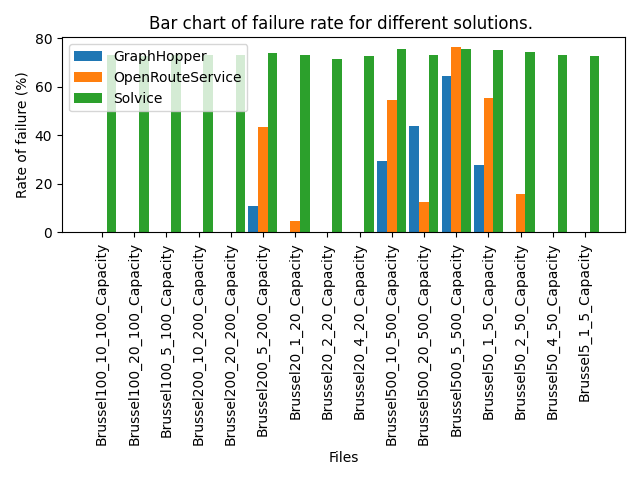 Bar chart of failure rate for different solutions.
GraphHopper
OpenRouteService
Solvice
Rate of failure (%)
80
60
40
20
0
Brussel100_10_100_Capacity
Brussel100_20_100_Capacity
Brussel100_5_100_Capacity
Brussel200_10_200_Capacity
Brussel200_20_200_Capacity
Brussel200_5_200_Capacity
Brussel20_1_20_Capacity
Brussel20_2_20_Capacity
Brussel20_4_20_Capacity
Brussel500_10_500_Capacity
Brussel500_20_500_Capacity
Brussel500_5_500_Capacity
Brussel50_1_50_Capacity
Brussel50_2_50_Capacity
Brussel50_4_50_Capacity
Brussel5_1_5_Capacity
Files